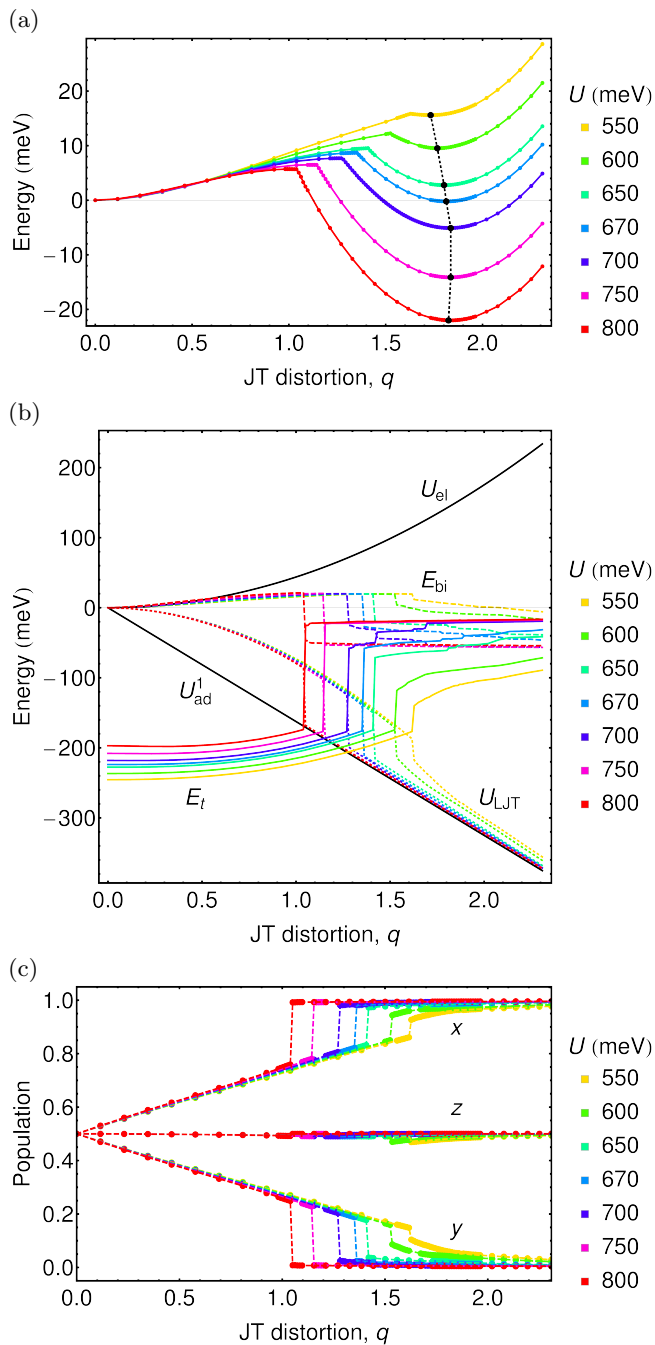 (a)
20
10
0
−10
−20
Energy (meV)
0.0 0.5 1.0 1.5 2.0
JT distortion, q
U (meV)
550
600
650
670
700
750
800
(b)
200
100
0
−100
−200
−300
Energy (meV)
U_el
E_bi
U^1_ad
E_t
U_LJT
0.0 0.5 1.0 1.5 2.0
JT distortion, q
U (meV)
550
600
650
670
700
750
800
(c)
1.0
0.8
0.6
0.4
0.2
0.0
Population
x
z
y
0.0 0.5 1.0 1.5 2.0
JT distortion, q
U (meV)
550
600
650
670
700
750
800